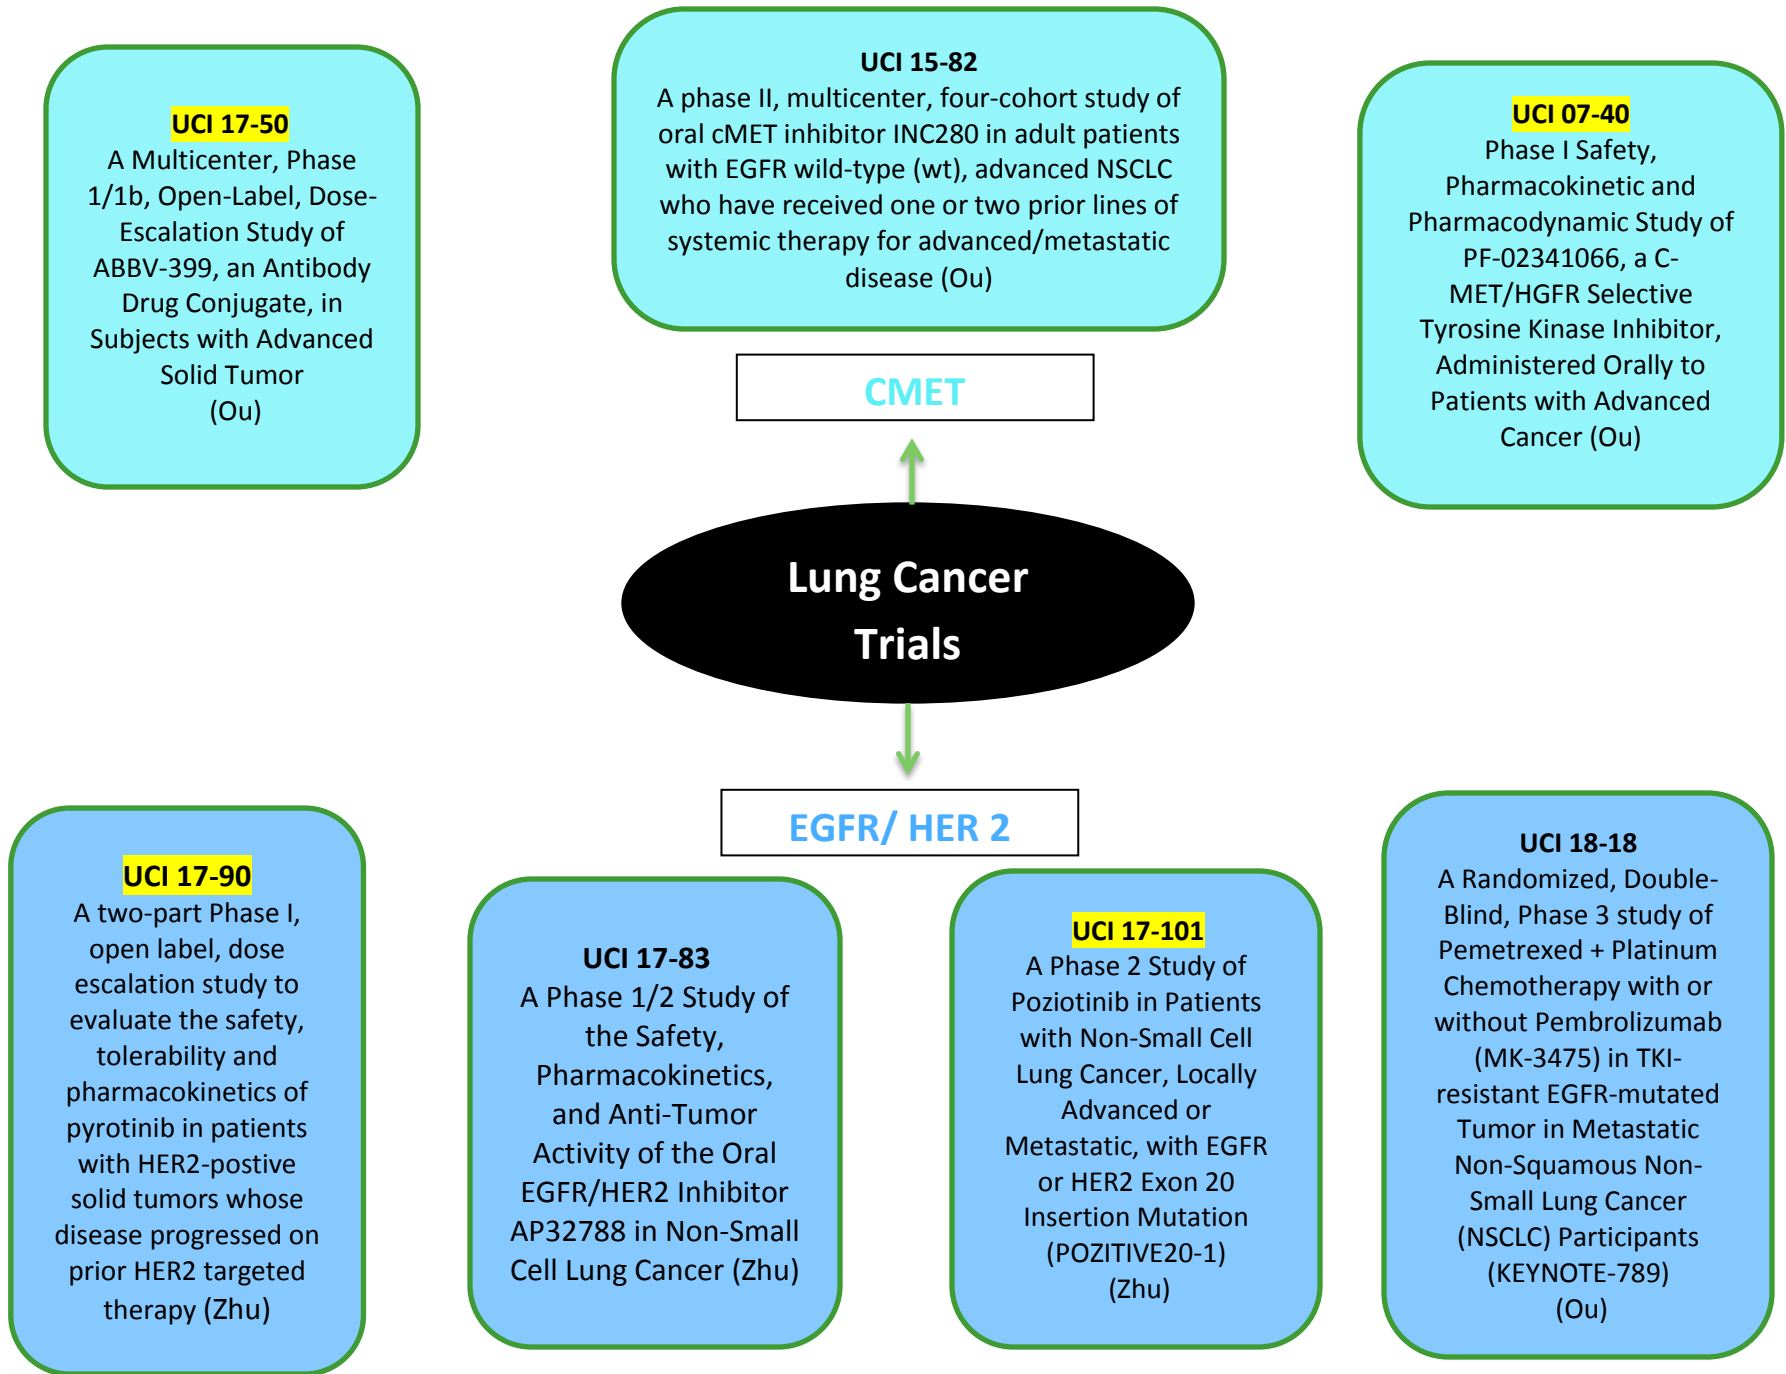 UCI 17-50
A Multicenter, Phase
1/1b, Open-Label, Dose-
Escalation Study of
ABBV-399, an Antibody
Drug Conjugate, in
Subjects with Advanced
Solid Tumor
(Ou)
UCI 15-82
A phase II, multicenter, four-cohort study of
oral cMET inhibitor INC280 in adult patients
with EGFR wild-type (wt), advanced NSCLC
who have received one or two prior lines of
systemic therapy for advanced/metastatic
disease (Ou)
UCI 07-40
Phase I Safety,
Pharmacokinetic and
Pharmacodynamic Study of
PF-02341066, a C-
MET/HGFR Selective
Tyrosine Kinase Inhibitor,
Administered Orally to
Patients with Advanced
Cancer (Ou)
CMET
Lung Cancer
Trials
EGFR/ HER 2
UCI 17-90
A two-part Phase I,
open label, dose
escalation study to
evaluate the safety,
tolerability and
pharmacokinetics of
pyrotinib in patients
with HER2-postive
solid tumors whose
disease progressed on
prior HER2 targeted
therapy (Zhu)
UCI 17-83
A Phase 1/2 Study of
the Safety,
Pharmacokinetics,
and Anti-Tumor
Activity of the Oral
EGFR/HER2 Inhibitor
AP32788 in Non-Small
Cell Lung Cancer (Zhu)
UCI 17-101
A Phase 2 Study of
Poziotinib in Patients
with Non-Small Cell
Lung Cancer, Locally
Advanced or
Metastatic, with EGFR
or HER2 Exon 20
Insertion Mutation
(POZITIVE20-1)
(Zhu)
UCI 18-18
A Randomized, Double-
Blind, Phase 3 study of
Pemetrexed + Platinum
Chemotherapy with or
without Pembrolizumab
(MK-3475) in TKI-
resistant EGFR-mutated
Tumor in Metastatic
Non-Squamous Non-
Small Lung Cancer
(NSCLC) Participants
(KEYNOTE-789)
(Ou)